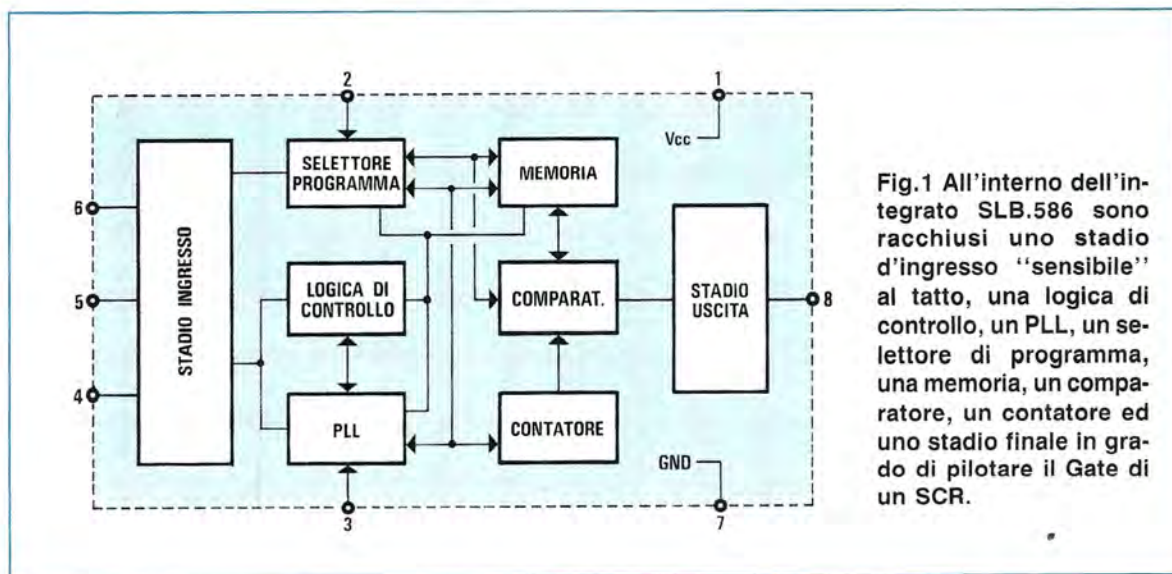 2
1
Vcc
SELETTORE
PROGRAMMA
MEMORIA
6
5
4
STADIO INGRESSO
LOGICA DI
CONTROLLO
COMPARAT.
STADIO
USCITA
8
PLL
CONTATORE
GND
3
7
Fig.1 All'interno dell'in-
tegrato SLB.586 sono
racchiusi uno stadio
d'ingresso "sensibile"
al tatto, una logica di
controllo, un PLL, un se-
lettore di programma,
una memoria, un compa-
ratore, un contatore ed
uno stadio finale in gra-
do di pilotare il Gate di
un SCR.